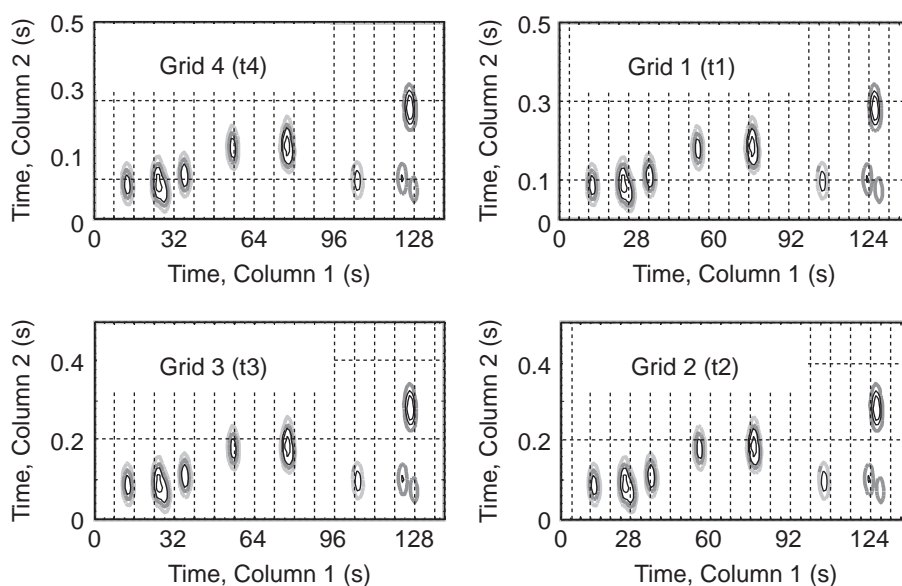 Grid 4 (t4)
Time, Column 2 (s)
0.5
0.3
0.1
0
0 32 64 96 128
Time, Column 1 (s)
Grid 1 (t1)
Time, Column 2 (s)
0.5
0.3
0.1
0
0 28 60 92 124
Time, Column 1 (s)
Grid 3 (t3)
Time, Column 2 (s)
0.4
0.2
0
0 32 64 96 128
Time, Column 1 (s)
Grid 2 (t2)
Time, Column 2 (s)
0.4
0.2
0
0 28 60 92 124
Time, Column 1 (s)